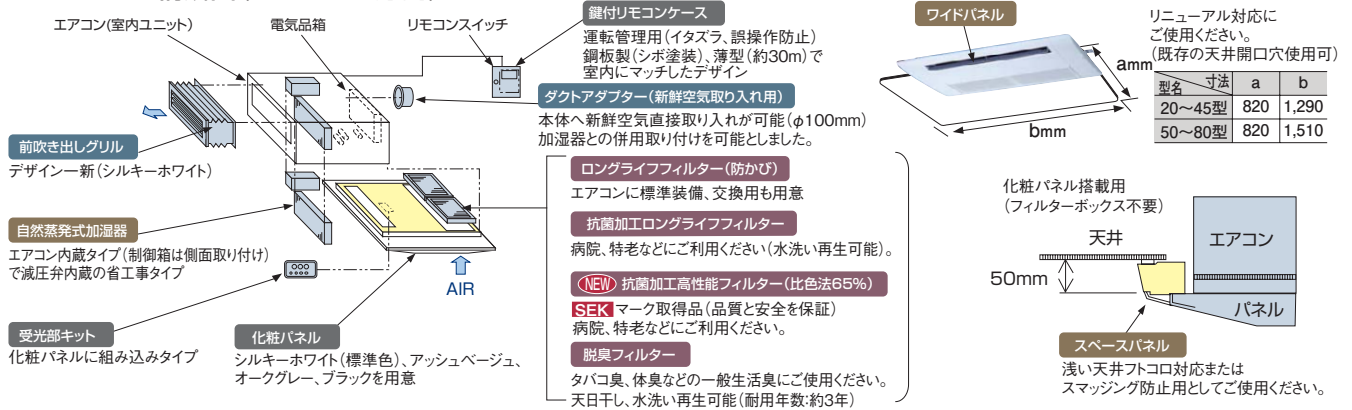 エアコン(室内ユニット)
電気品箱
リモコンスイッチ
鍵付リモコンケース
運転管理用(イタズラ、誤操作防止)
鋼板製(シボ塗装)、薄型(約30m)で
室内にマッチしたデザイン
ダクトアダプター(新鮮空気取り入れ用)
本体へ新鮮空気直接取り入れが可能(φ100mm)
加湿器との併用取り付けを可能としました。
前吹き出しグリル
デザイン一新(シルキーホワイト)
自然蒸発式加湿器
エアコン内蔵タイプ(制御箱は側面取り付け)
で減圧弁内蔵の省工事タイプ
受光部キット
化粧パネルに組み込みタイプ
AIR
化粧パネル
シルキーホワイト(標準色)、アッシュベージュ、
オークグレー、ブラックを用意
ロングライフフィルター(防かび)
エアコンに標準装備、交換用も用意
抗菌加工ロングライフフィルター
病院、特老などにご利用ください(水洗い再生可能)。
NEW 抗菌加工高性能フィルター(比色法65%)
SEK マーク取得品(品質と安全を保証)
病院、特老などにご利用ください。
脱臭フィルター
タバコ臭、体臭などの一般生活臭にご使用ください。
天日干し、水洗い再生可能(耐用年数:約3年)
ワイドパネル
amm
bmm
リニューアル対応に
ご使用ください。
(既存の天井開口穴使用可)
型名 寸法 a b
20〜45型 820 1,290
50〜80型 820 1,510
化粧パネル搭載用
(フィルターボックス不要)
天井
エアコン
50mm
パネル
スペースパネル
浅い天井フトコロ対応または
スマッジング防止用としてご使用ください。